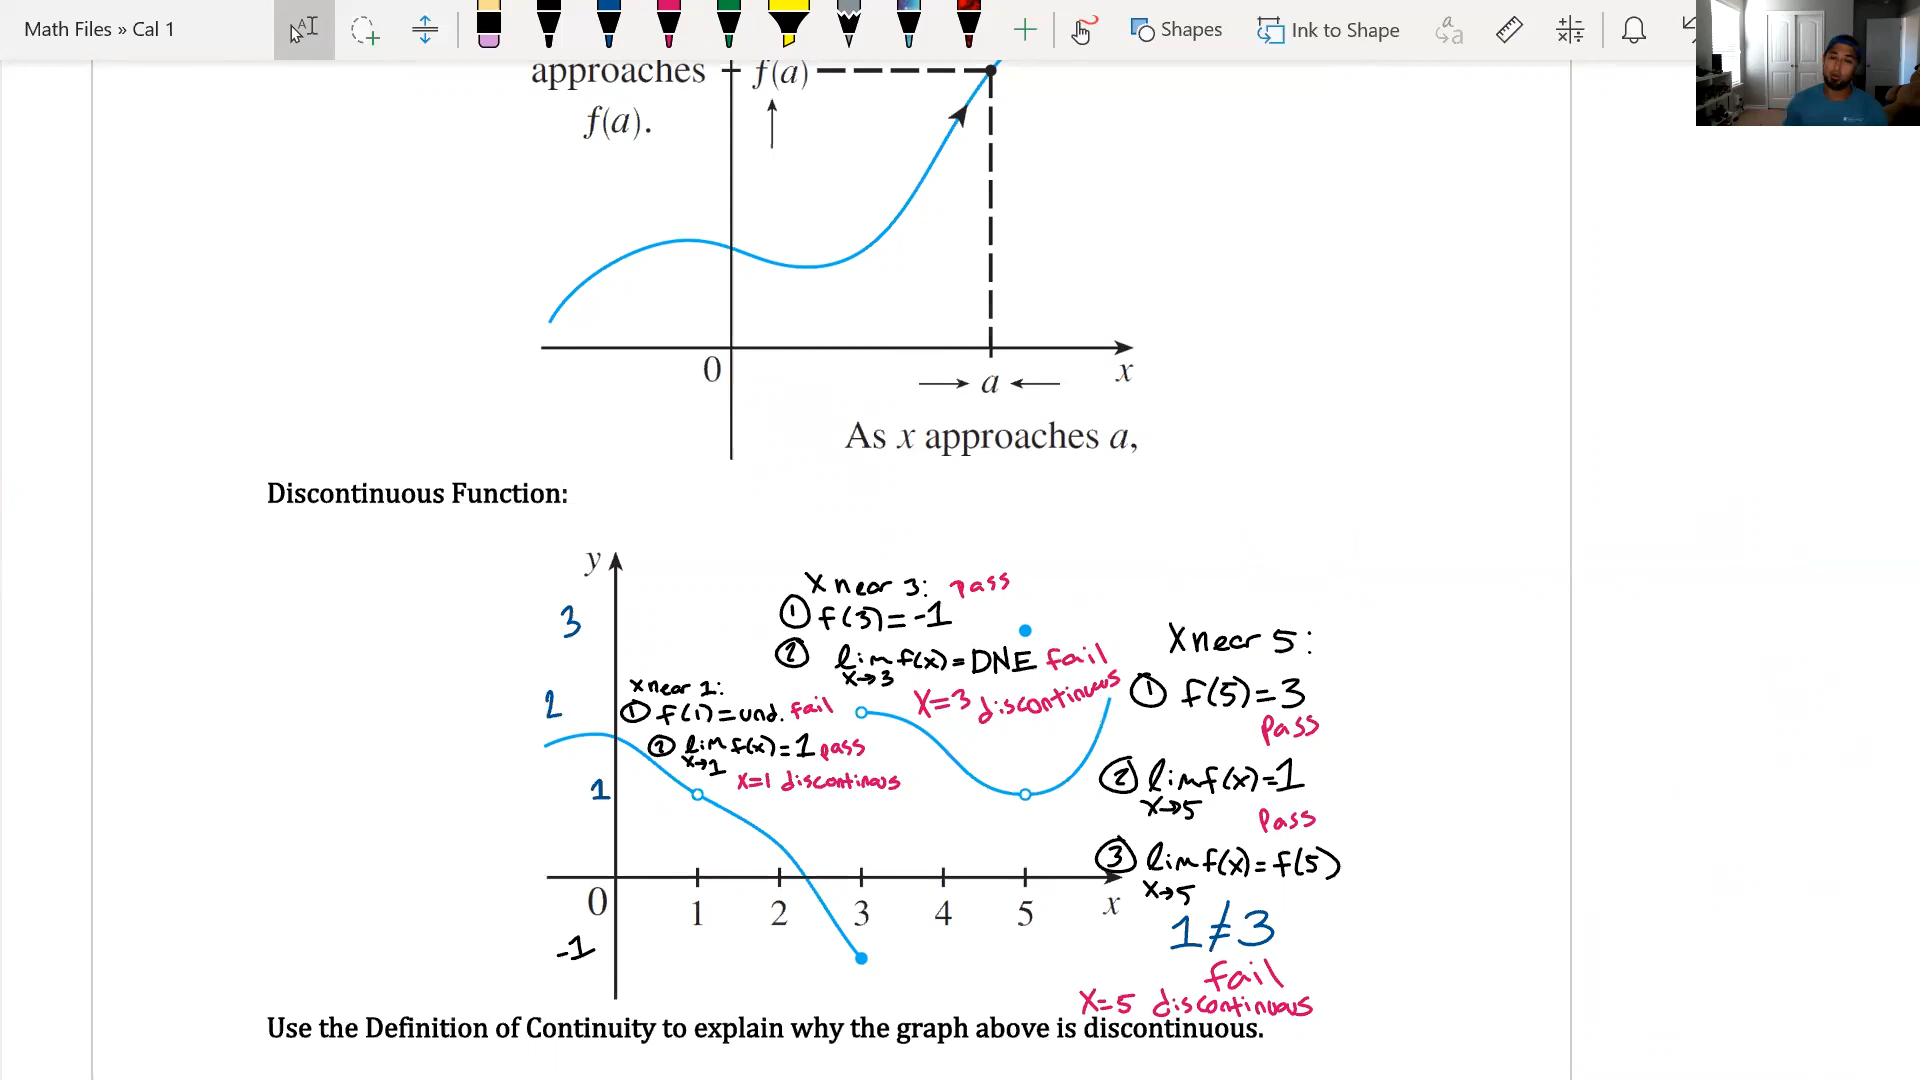 Math Files » Cal 1
Shapes
Ink to Shape
approaches f(a)
f(a).
0
a
x
As x approaches a,
Discontinuous Function:
y
3
2
1
-1
0
1
2
3
4
5
x
x near 1:
① f(1)=und. fail
② lim f(x)=1 pass
x→1
x=1 discontinous
X near 3: pass
① f(3)=-1
② lim f(x)=DNE fail
x→3
X=3 discontinuous
X near 5:
① f(5)=3
Pass
② lim f(x)=1
x→5
Pass
③ lim f(x)=f(5)
x→5
1≠3
fail
X=5 discontinuous
Use the Definition of Continuity to explain why the graph above is discontinuous.